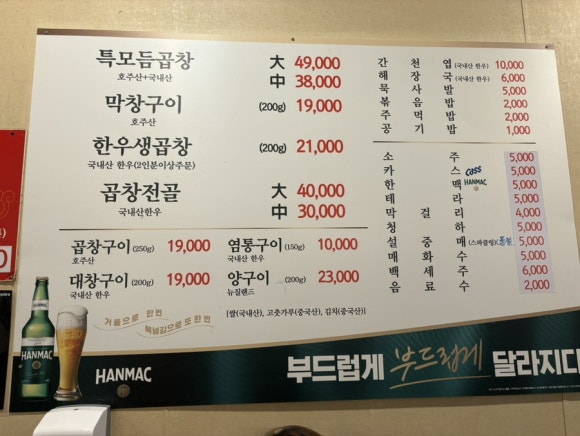 특모듬곱창 大 49,000
호주산+국내산 中 38,000
막창구이 (200g) 19,000
호주산
한우생곱창 (200g) 21,000
국내산 한우(2인분이상주문)
곱창전골 大 40,000
국내산한우 中 30,000
곱창구이 (250g) 19,000 염통구이 (150g) 10,000
호주산 국내산 한우
대창구이 (200g) 19,000 양구이 (200g) 23,000
국내산 한우 뉴질랜드
[쌀(국내산), 고춧가루(중국산), 김치(중국산)]
간 천 엽 (국내산 한우) 10,000
해 장 국 (국내산 한우) 6,000
묵 사 발 5,000
볶 음 밥 2,000
주 먹 밥 2,000
공 기 밥 1,000
소 주 5,000
카 스 cass 5,000
한 맥 HANMAC 5,000
테 라 5,000
막 걸 리 4,000
청 하 5,000
설 중 매 (스파클링) 5,000
매 화 수 5,000
백 세 주 6,000
음 료 수 2,000
거품으로 한 번
목넘김으로 또 한 번
HANMAC
HANMAC
부드럽게 부드럽게 달라지다